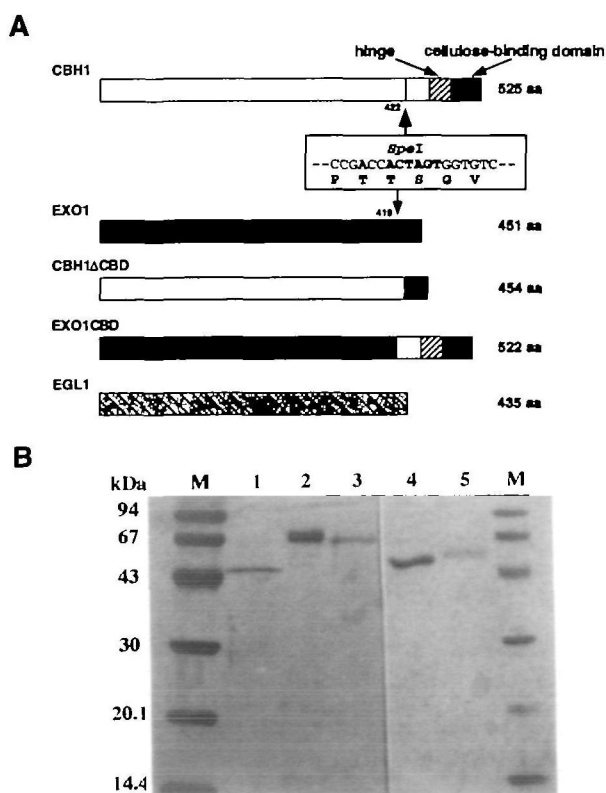 A
hinge cellulose-binding domain
CBH1
525 aa
422
SpeI
--CCGACCACTAGTGGTGTC--
P T T S G V
419
EXO1
451 aa
CBH1ΔCBD
454 aa
EXO1CBD
522 aa
EGL1
435 aa
B
kDa M 1 2 3 4 5 M
94
67
43
30
20.1
14.4